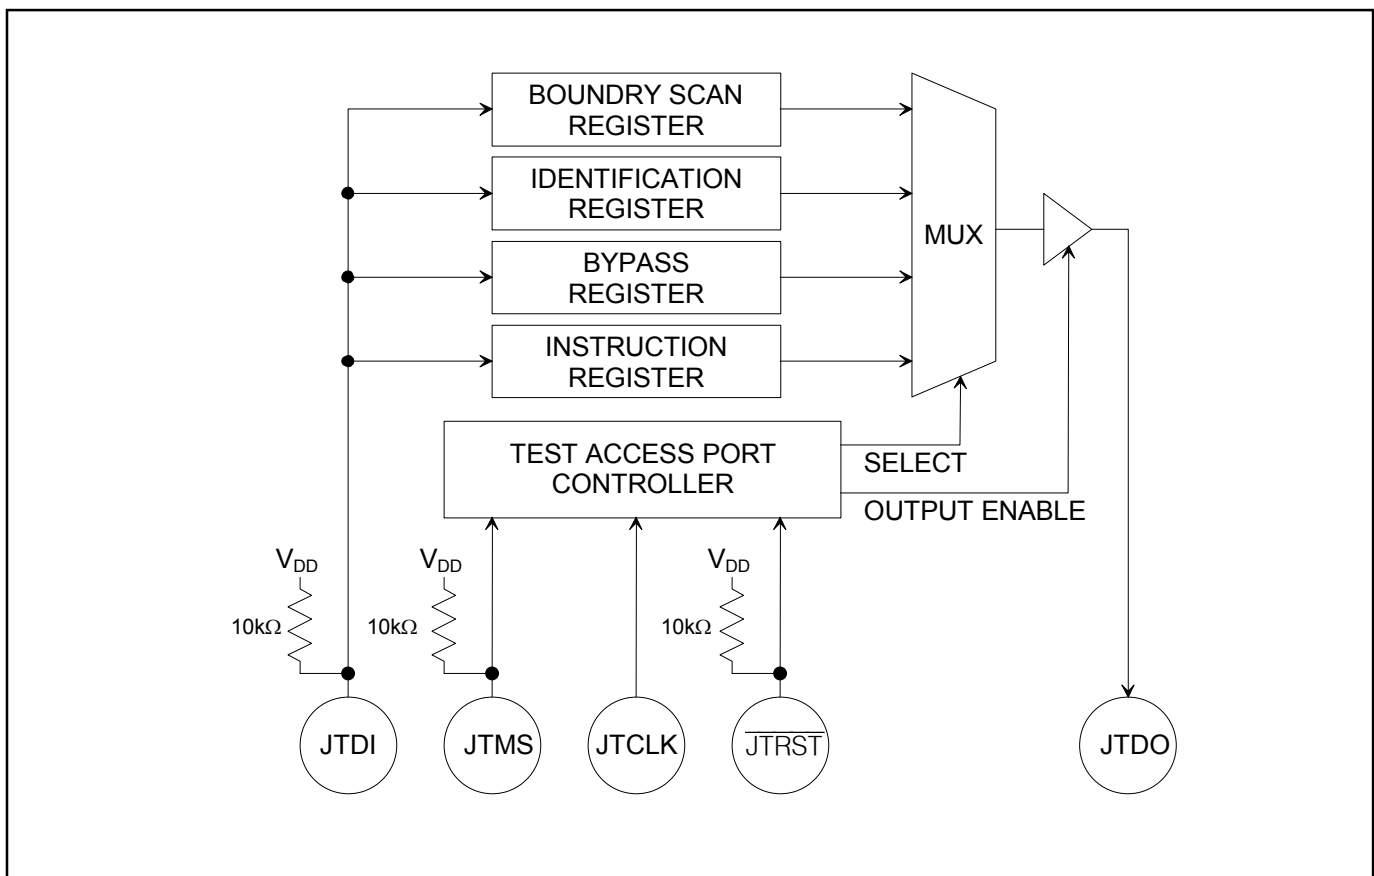 BOUNDRY SCAN
REGISTER
IDENTIFICATION
REGISTER
BYPASS
REGISTER
INSTRUCTION
REGISTER
MUX
TEST ACCESS PORT
CONTROLLER
SELECT
OUTPUT ENABLE
VDD
VDD
VDD
10kΩ
10kΩ
10kΩ
JTDI
JTMS
JTCLK
JTRST
JTDO